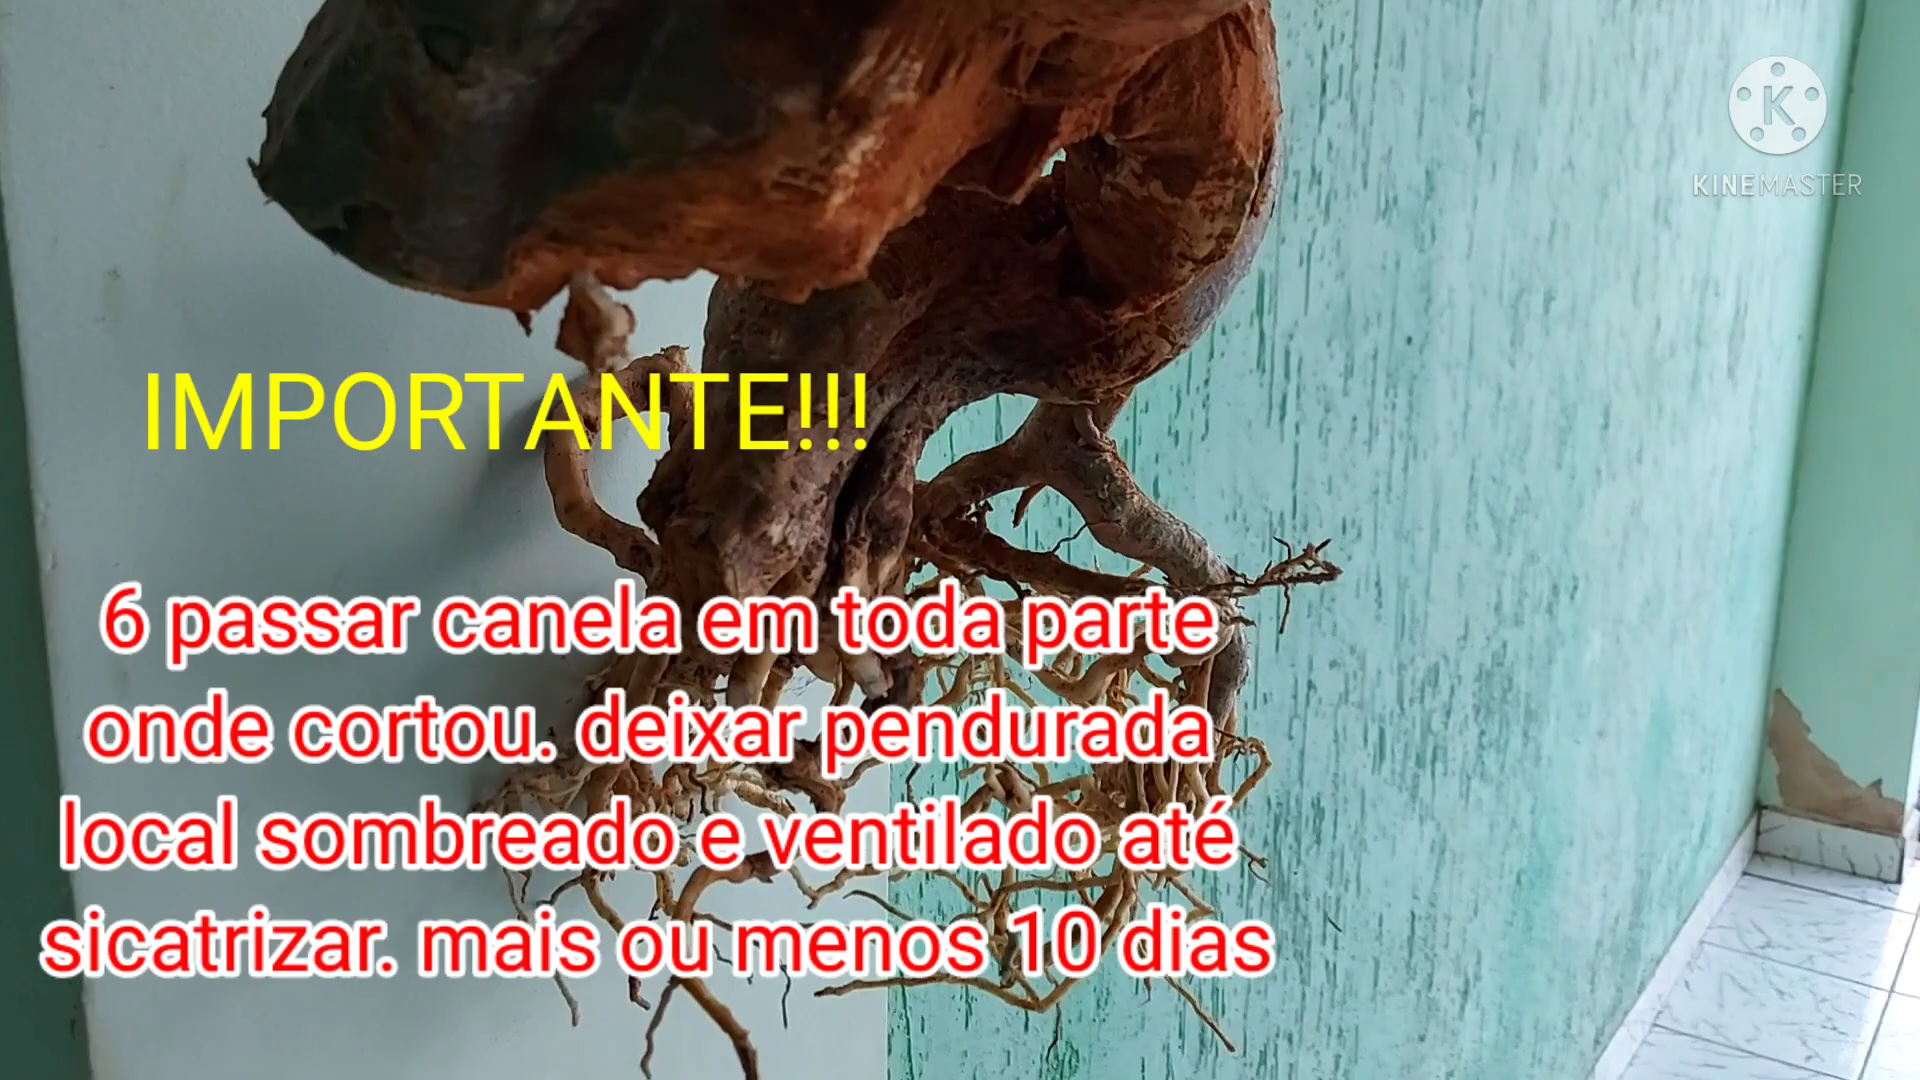 K
KINEMASTER
IMPORTANTE!!!
6 passar canela em toda parte
onde cortou. deixar pendurada
local sombreado e ventilado até
sicatrizar. mais ou menos 10 dias